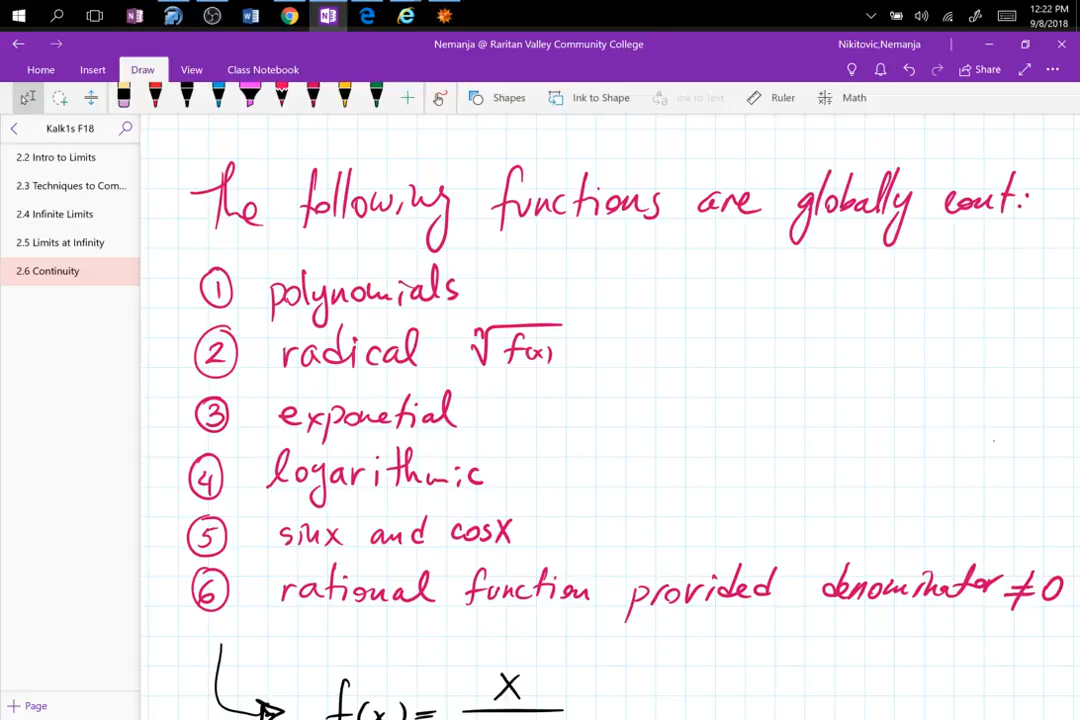 12:22 PM
9/8/2018
Nemanja @ Raritan Valley Community College
Nikitovic,Nemanja
Home Insert Draw View Class Notebook
Share
Shapes Ink to Shape Ink to Text Ruler Math
Kalk1s F18
2.2 Intro to Limits
2.3 Techniques to Com...
2.4 Infinite Limits
2.5 Limits at Infinity
2.6 Continuity
+ Page
The following functions are globally cont:
① polynomials
② radical ⁿ√f(x)
③ exponetial
④ logarithmic
⑤ sinx and cosx
⑥ rational function provided denominator ≠0
x
f(x)=